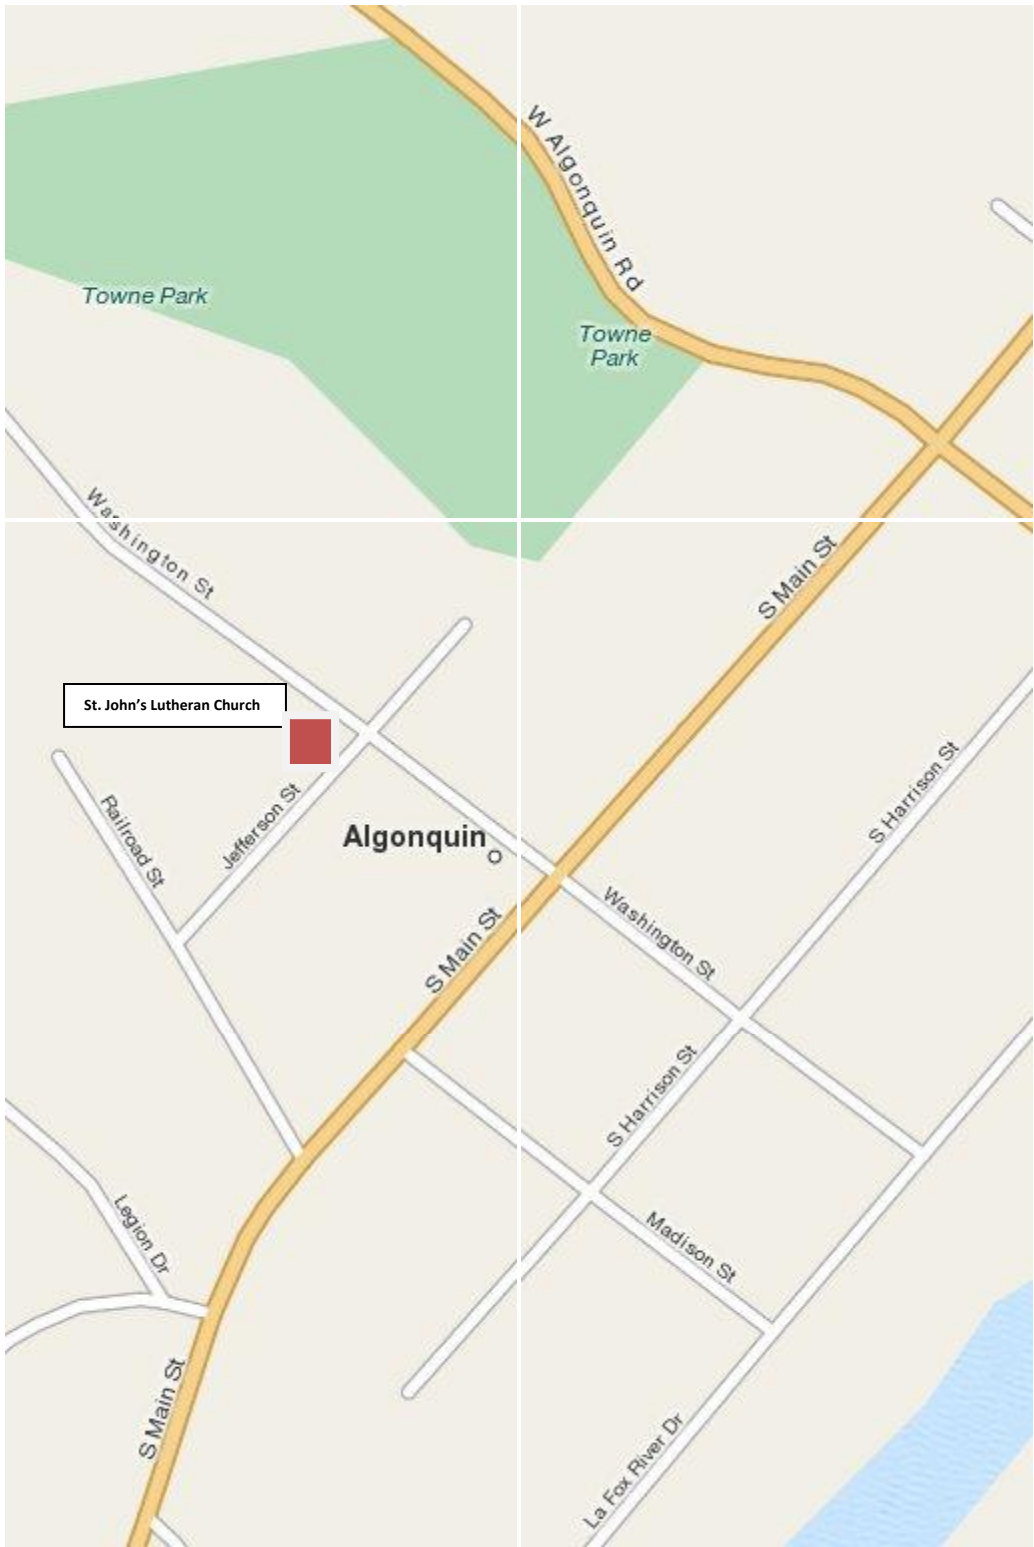 W Algonquin Rd
Towne Park
Towne
Park
Washington St
S Main St
St. John's Lutheran Church
S Harrison St
Railroad St
Jefferson St
Algonquin
Washington St
S Main St
S Harrison St
Legion Dr
Madison St
S Main St
La Fox River Dr